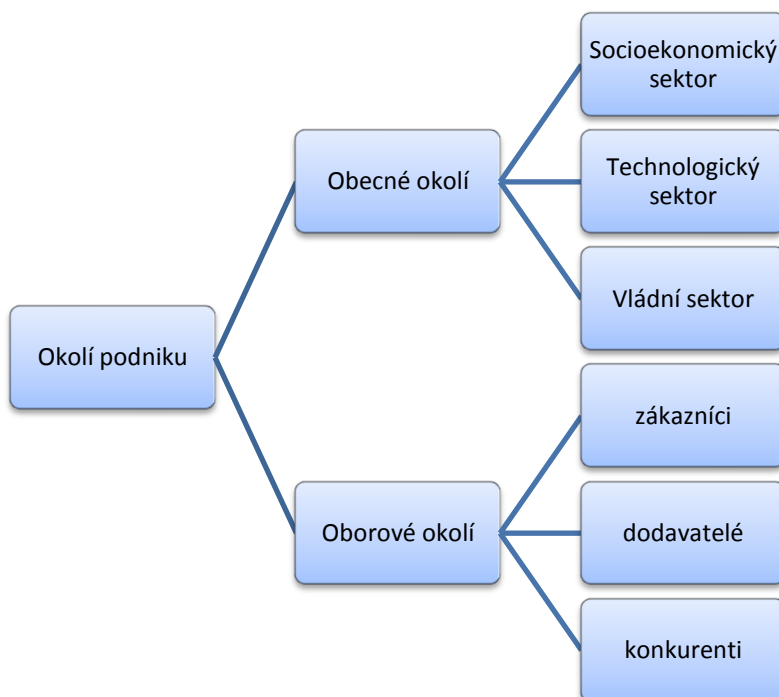 Okolí podniku
Obecné okolí
Socioekonomický
sektor
Technologický
sektor
Vládní sektor
Oborové okolí
zákazníci
dodavatelé
konkurenti